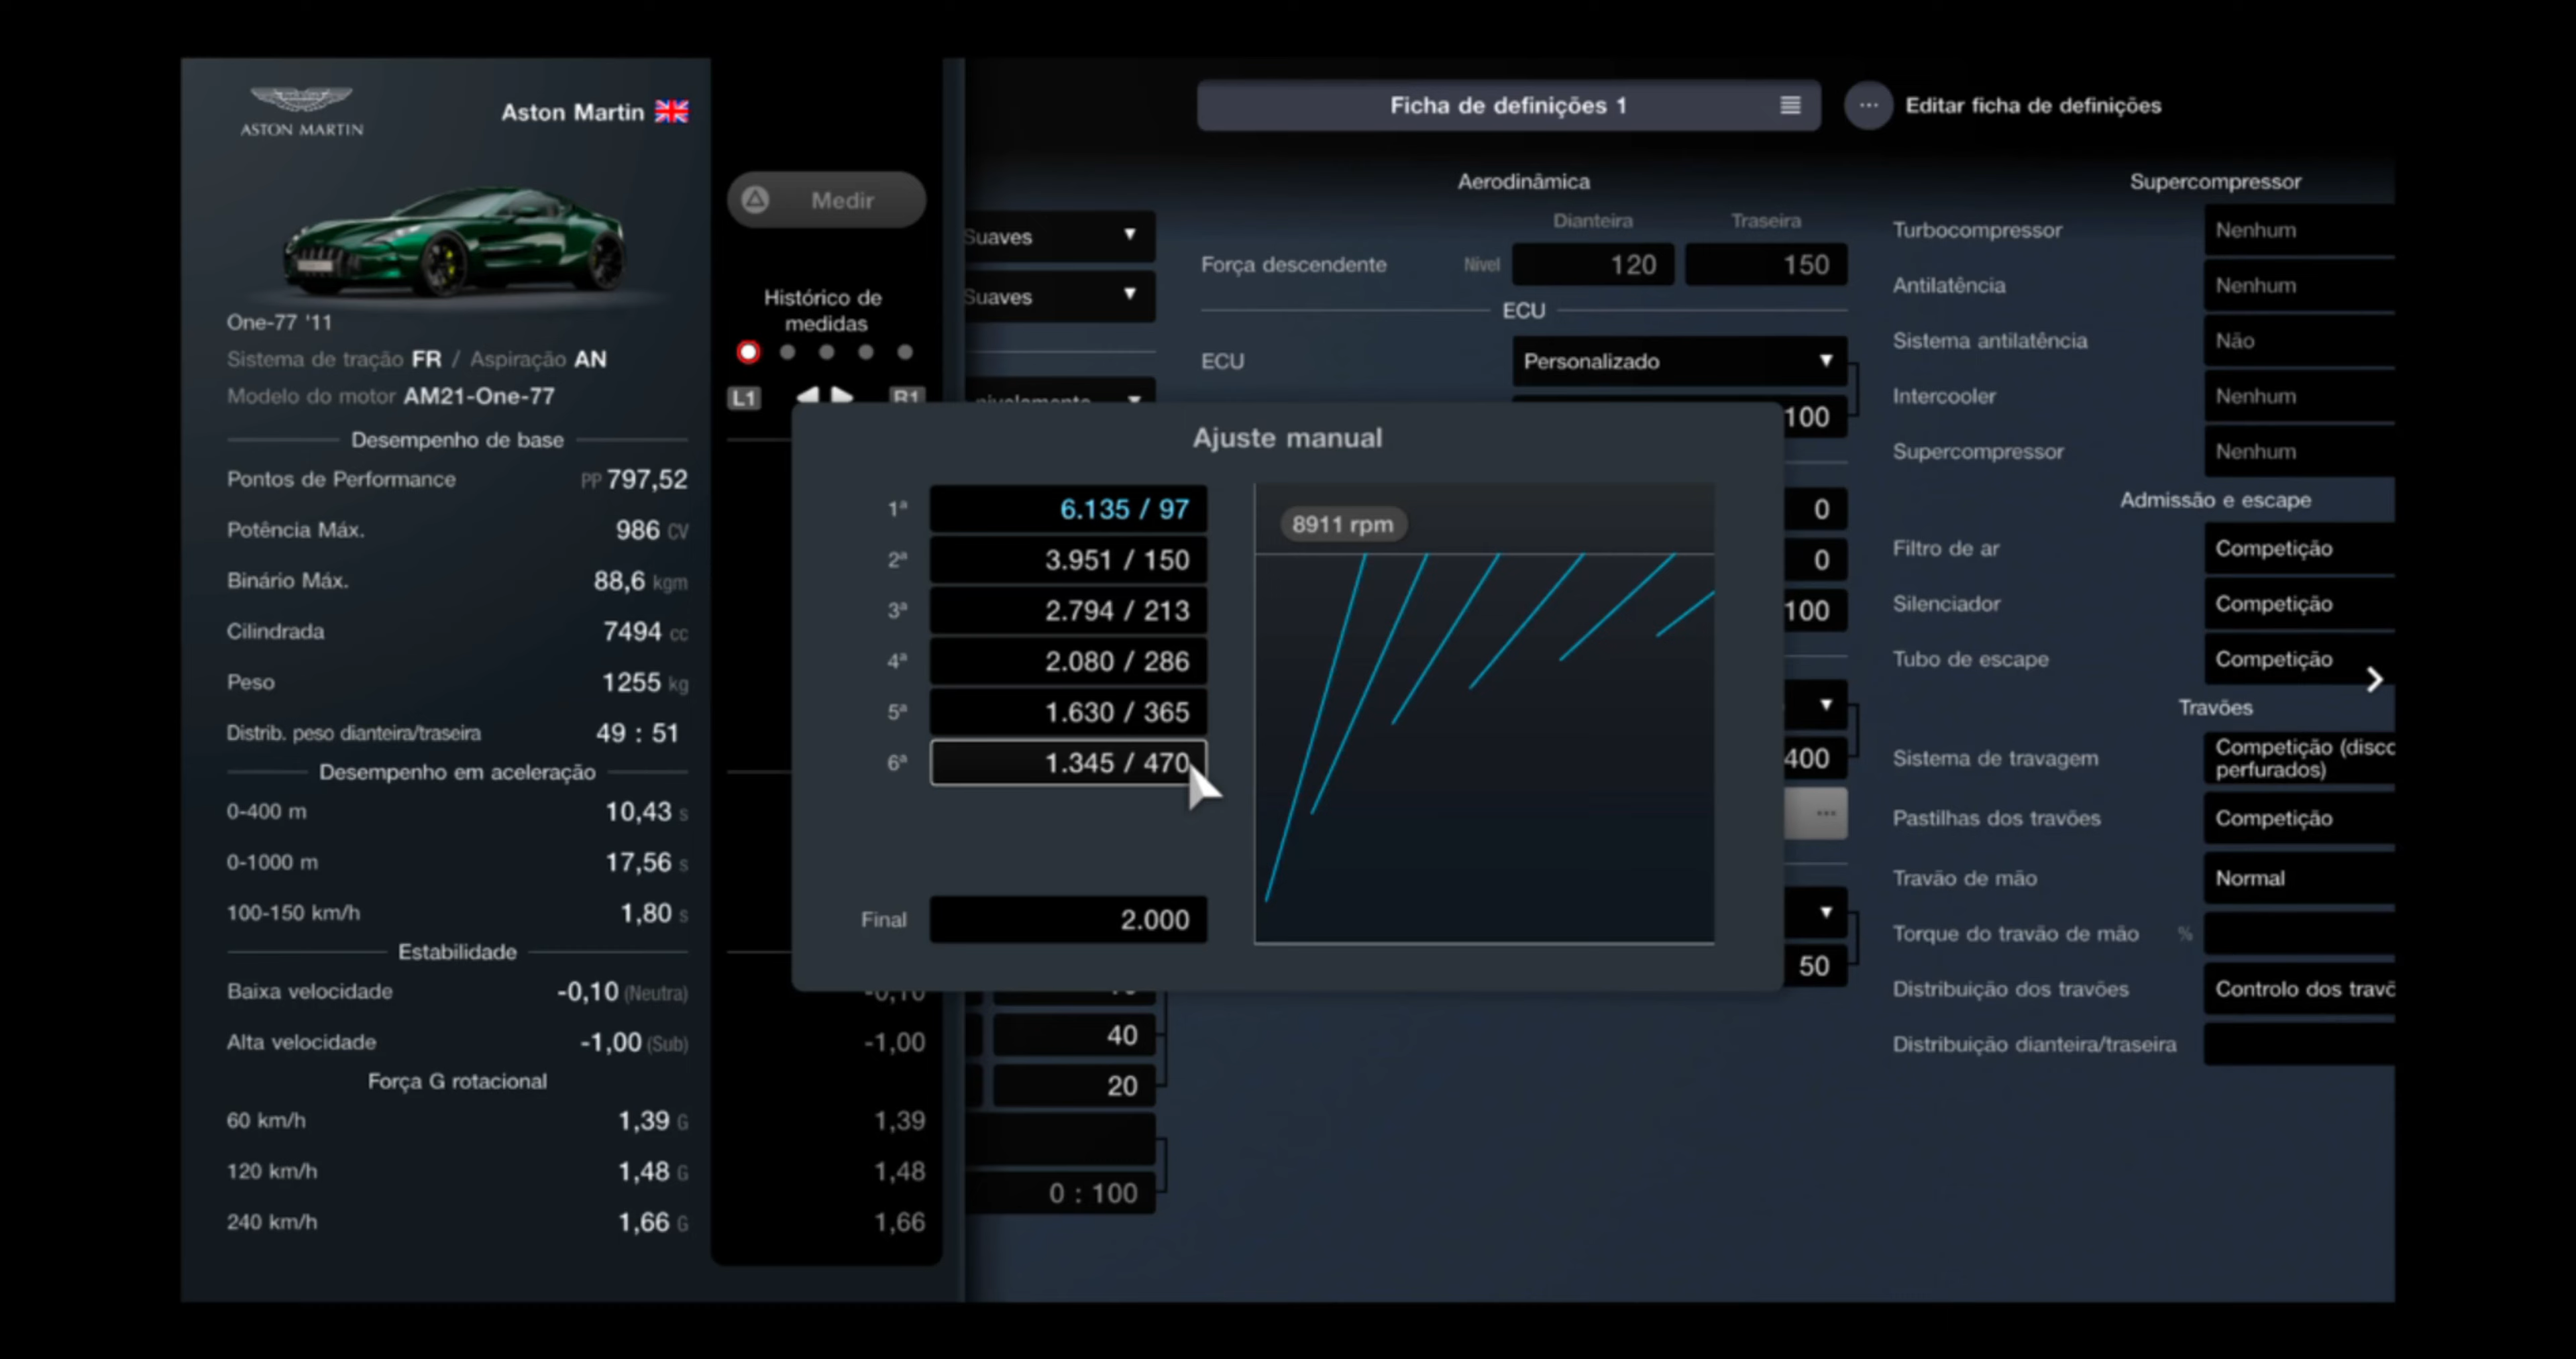 ASTON MARTIN
Aston Martin
One-77 '11
Sistema de tração FR / Aspiração AN
Modelo do motor AM21-One-77
Desempenho de base
Pontos de Performance PP 797,52
Potência Máx. 986 CV
Binário Máx. 88,6 kgm
Cilindrada 7494 cc
Peso 1255 kg
Distrib. peso dianteira/traseira 49 : 51
Desempenho em aceleração
0-400 m 10,43 s
0-1000 m 17,56 s
100-150 km/h 1,80 s
Estabilidade
Baixa velocidade -0,10 (Neutra)
Alta velocidade -1,00 (Sub)
Força G rotacional
60 km/h 1,39 G
120 km/h 1,48 G
240 km/h 1,66 G
Medir
Histórico de
medidas
L1 R1
-0,10
-1,00
1,39
1,48
1,66
Ficha de definições 1
Editar ficha de definições
Suaves
Suaves
nivelamento
40
20
0 : 100
Aerodinâmica
Dianteira Traseira
Força descendente Nível 120 150
ECU
ECU Personalizado
100
0
0
100
400
50
Ajuste manual
1ª 6.135 / 97
2ª 3.951 / 150
3ª 2.794 / 213
4ª 2.080 / 286
5ª 1.630 / 365
6ª 1.345 / 470
Final 2.000
8911 rpm
Supercompressor
Turbocompressor Nenhum
Antilatência Nenhum
Sistema antilatência Não
Intercooler Nenhum
Supercompressor Nenhum
Admissão e escape
Filtro de ar Competição
Silenciador Competição
Tubo de escape Competição
Travões
Sistema de travagem Competição (disco
perfurados)
Pastilhas dos travões Competição
Travão de mão Normal
Torque do travão de mão %
Distribuição dos travões Controlo dos travõ
Distribuição dianteira/traseira